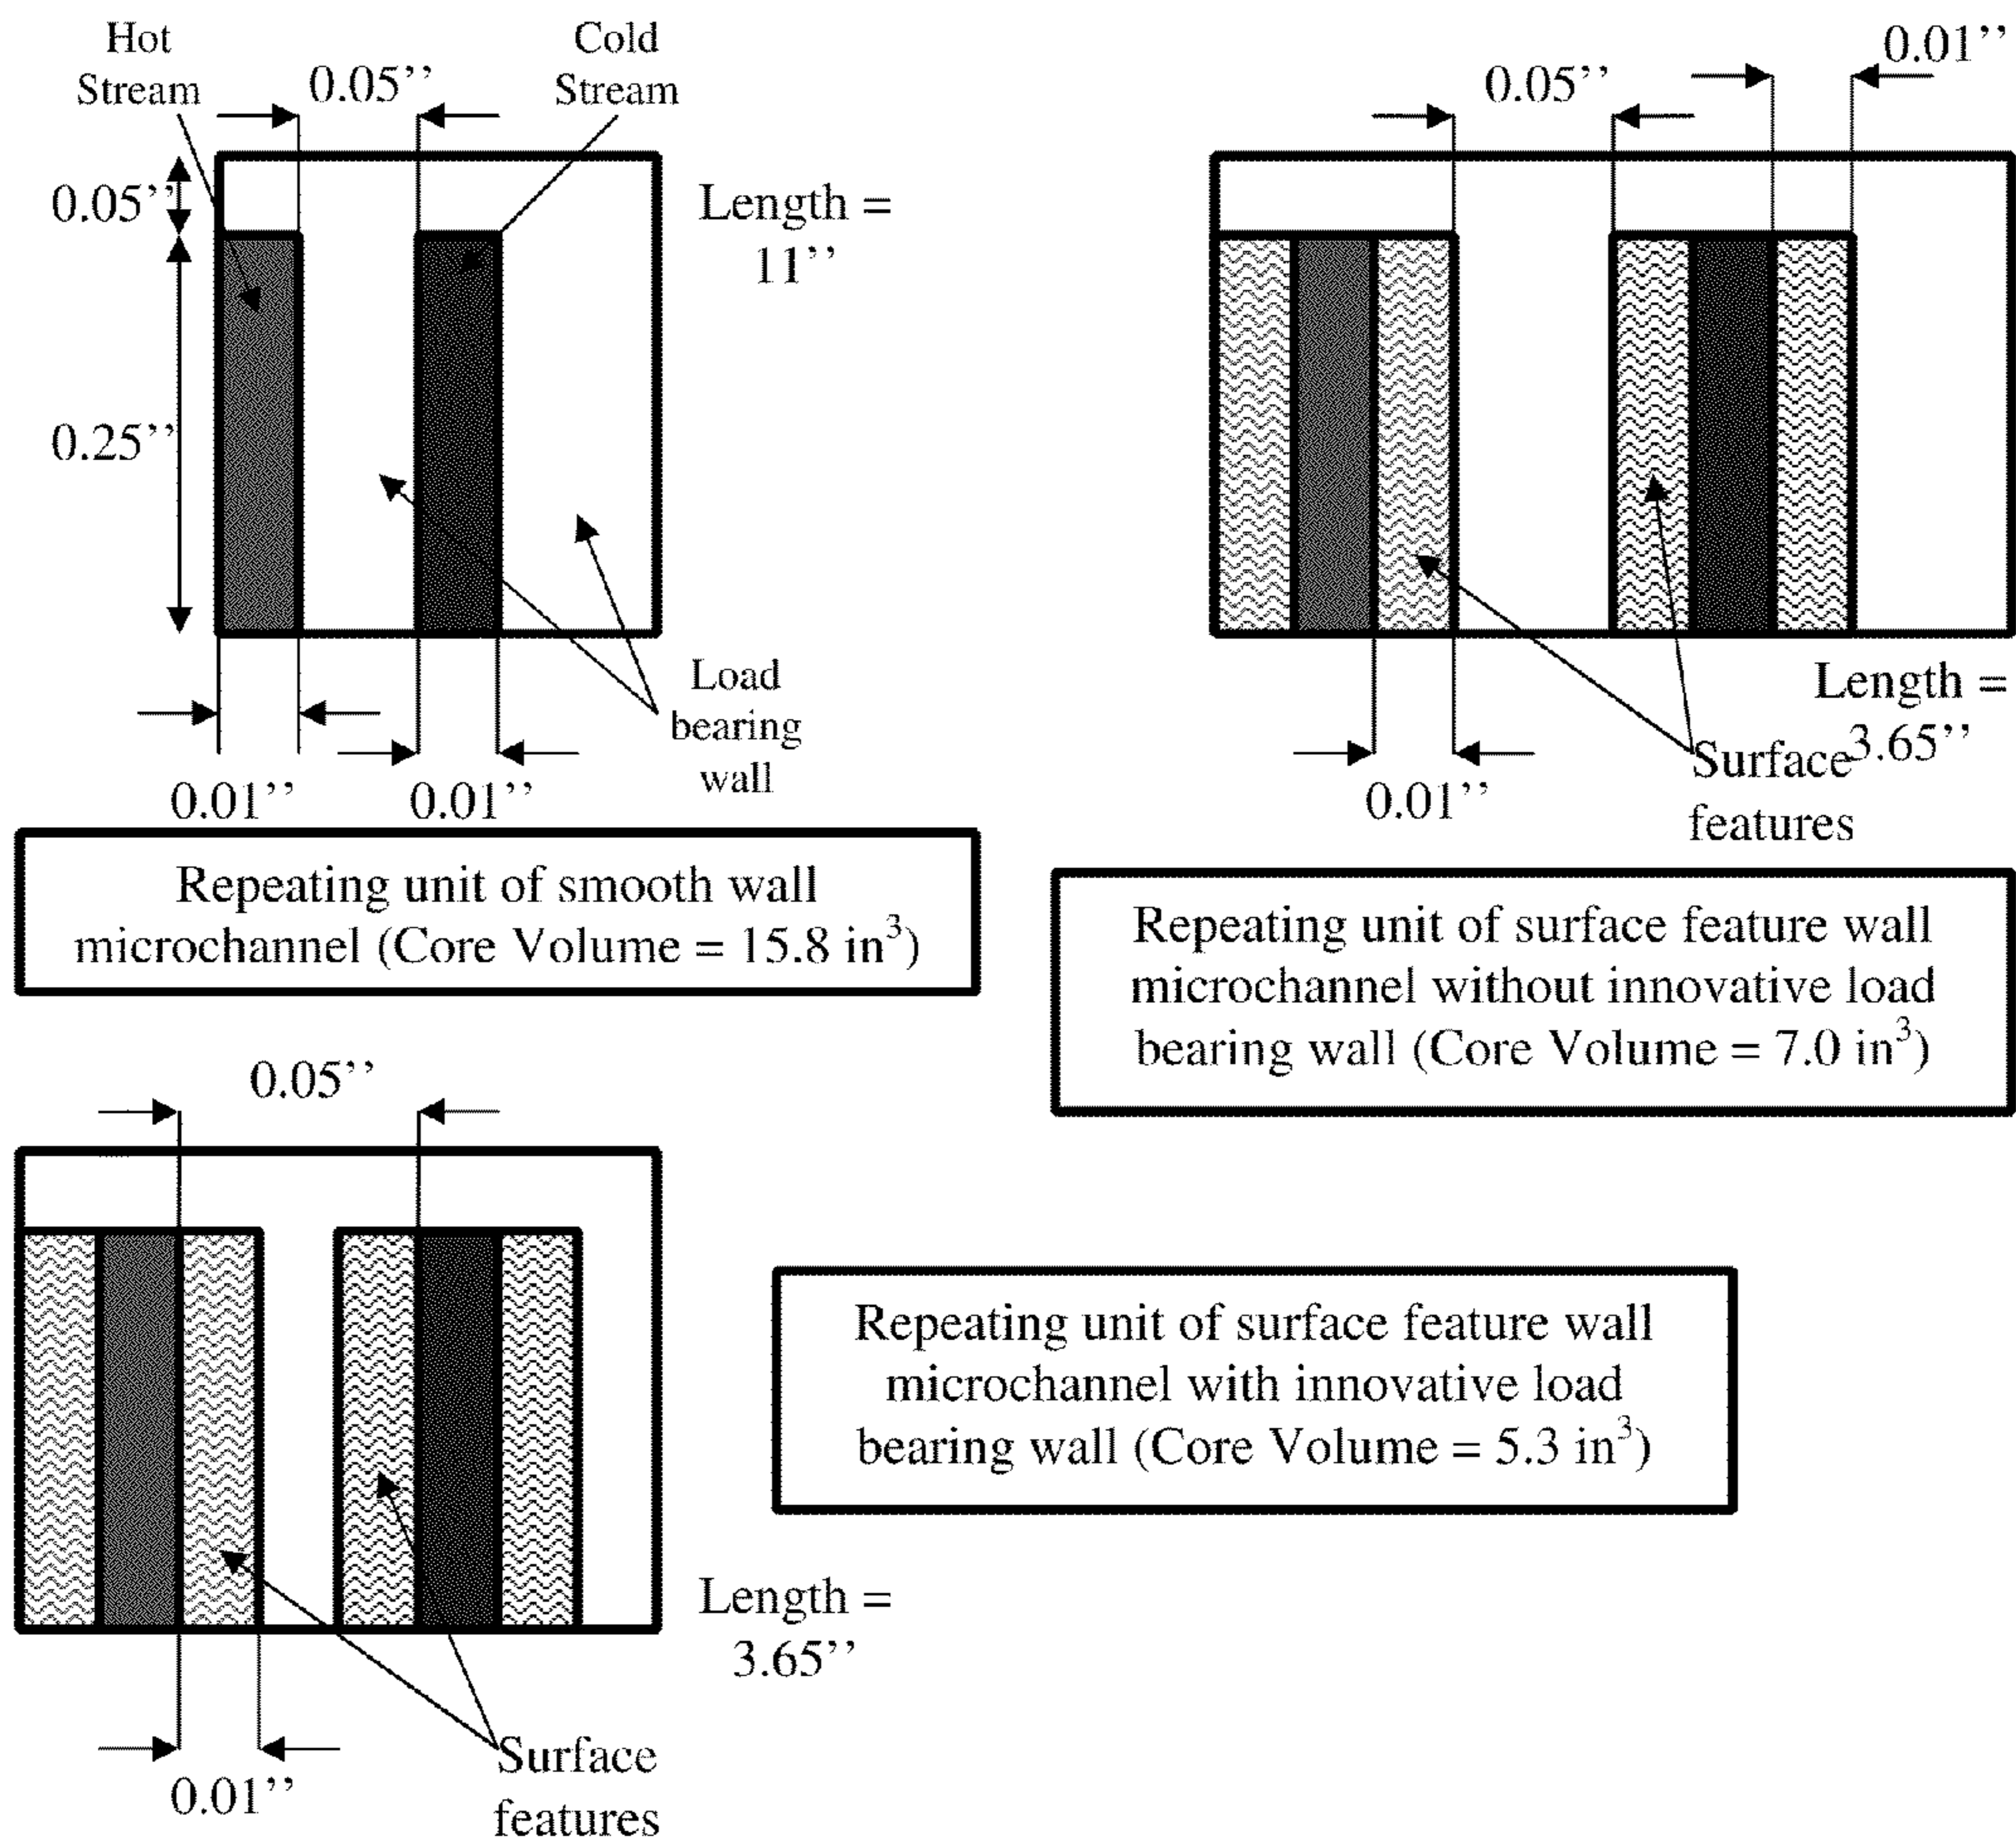 Hot
Stream
0.05’’
Cold
Stream
0.05’’
0.25’’
Length =
11’’
Load
bearing
wall
0.01’’
0.01’’
Repeating unit of smooth wall
microchannel (Core Volume = 15.8 in³)
0.05’’
0.01’’
Length =
3.65’’
Surface
features
0.01’’
Repeating unit of surface feature wall
microchannel without innovative load
bearing wall (Core Volume = 7.0 in³)
0.05’’
Length =
3.65’’
Surface
features
0.01’’
Repeating unit of surface feature wall
microchannel with innovative load
bearing wall (Core Volume = 5.3 in³)